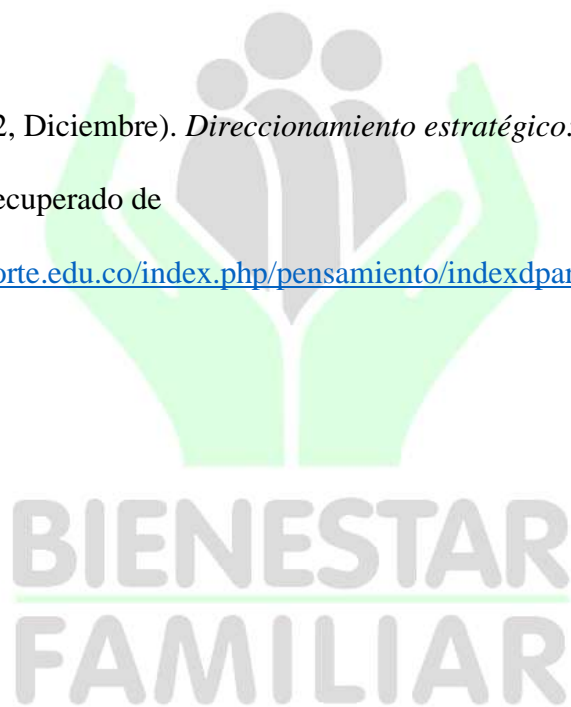 2, Diciembre). Direccionamiento estratégico.
ecuperado de
orte.edu.co/index.php/pensamiento/indexdpar
BIENESTAR
FAMILIAR